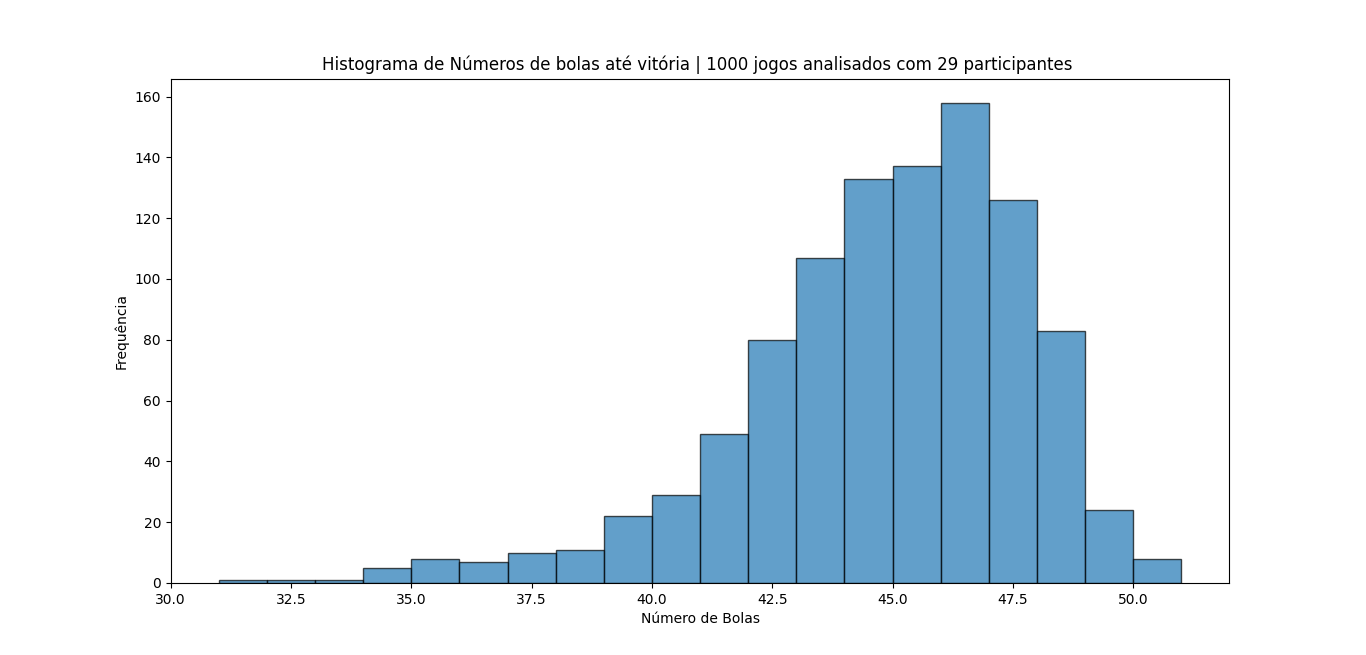 Histograma de Números de bolas até vitória | 1000 jogos analisados com 29 participantes
160
140
120
100
80
60
40
20
0
Frequência
30.0 32.5 35.0 37.5 40.0 42.5 45.0 47.5 50.0
Número de Bolas